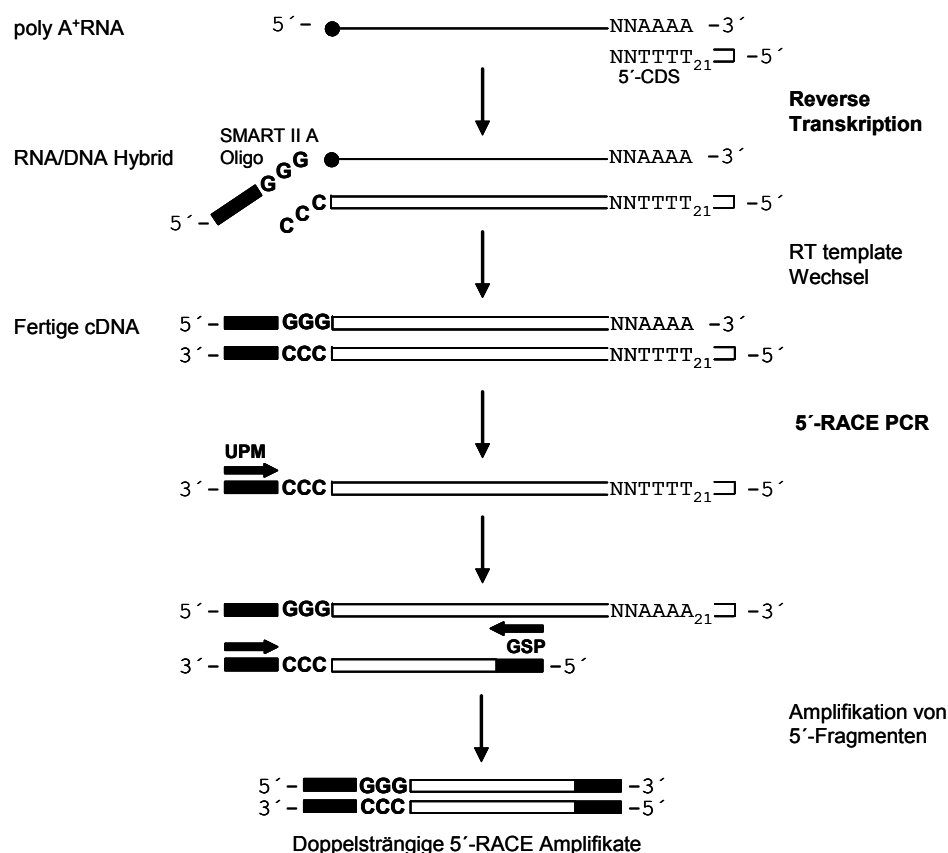 poly A⁺RNA 5´- NNAAAA -3´
NNTTTT₂₁ -5´
5´-CDS
Reverse
Transkription
SMART II A
Oligo
RNA/DNA Hybrid GGG NNAAAA -3´
5´- CCC NNTTTT₂₁ -5´
RT template
Wechsel
Fertige cDNA 5´- GGG NNAAAA -3´
3´- CCC NNTTTT₂₁ -5´
5´-RACE PCR
UPM
3´- CCC NNTTTT₂₁ -5´
5´- GGG NNAAAA₂₁ -3´
GSP
3´- CCC -5´
Amplifikation von
5´-Fragmenten
5´- GGG -3´
3´- CCC -5´
Doppelsträngige 5´-RACE Amplifikate